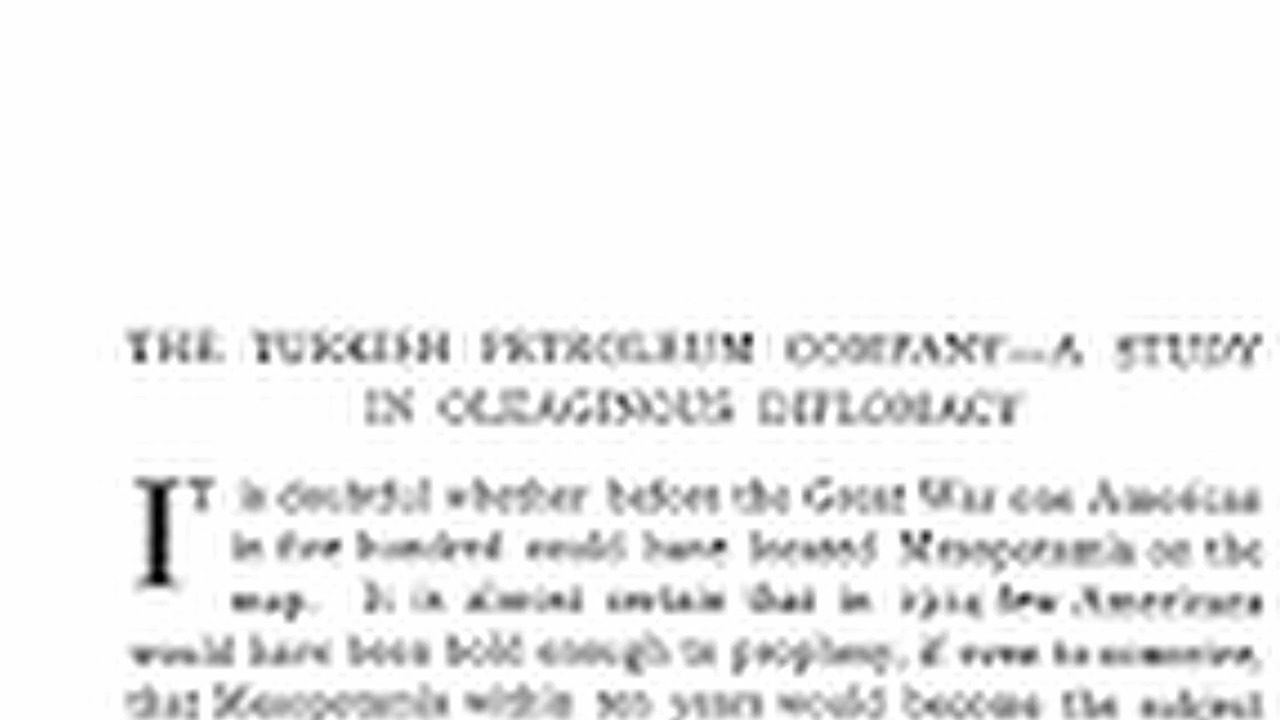 THE TURKISH PETROLEUM COMPANY—A STUDY
IN OLEAGINOUS DIPLOMACY
IT is doubtful whether before the Great War one American
in five hundred could have located Mesopotamia on the
map. It is almost certain that in 1914 few Americans
would have been bold enough to prophesy, if even to
that Mesopotamia within ten years would become the subject